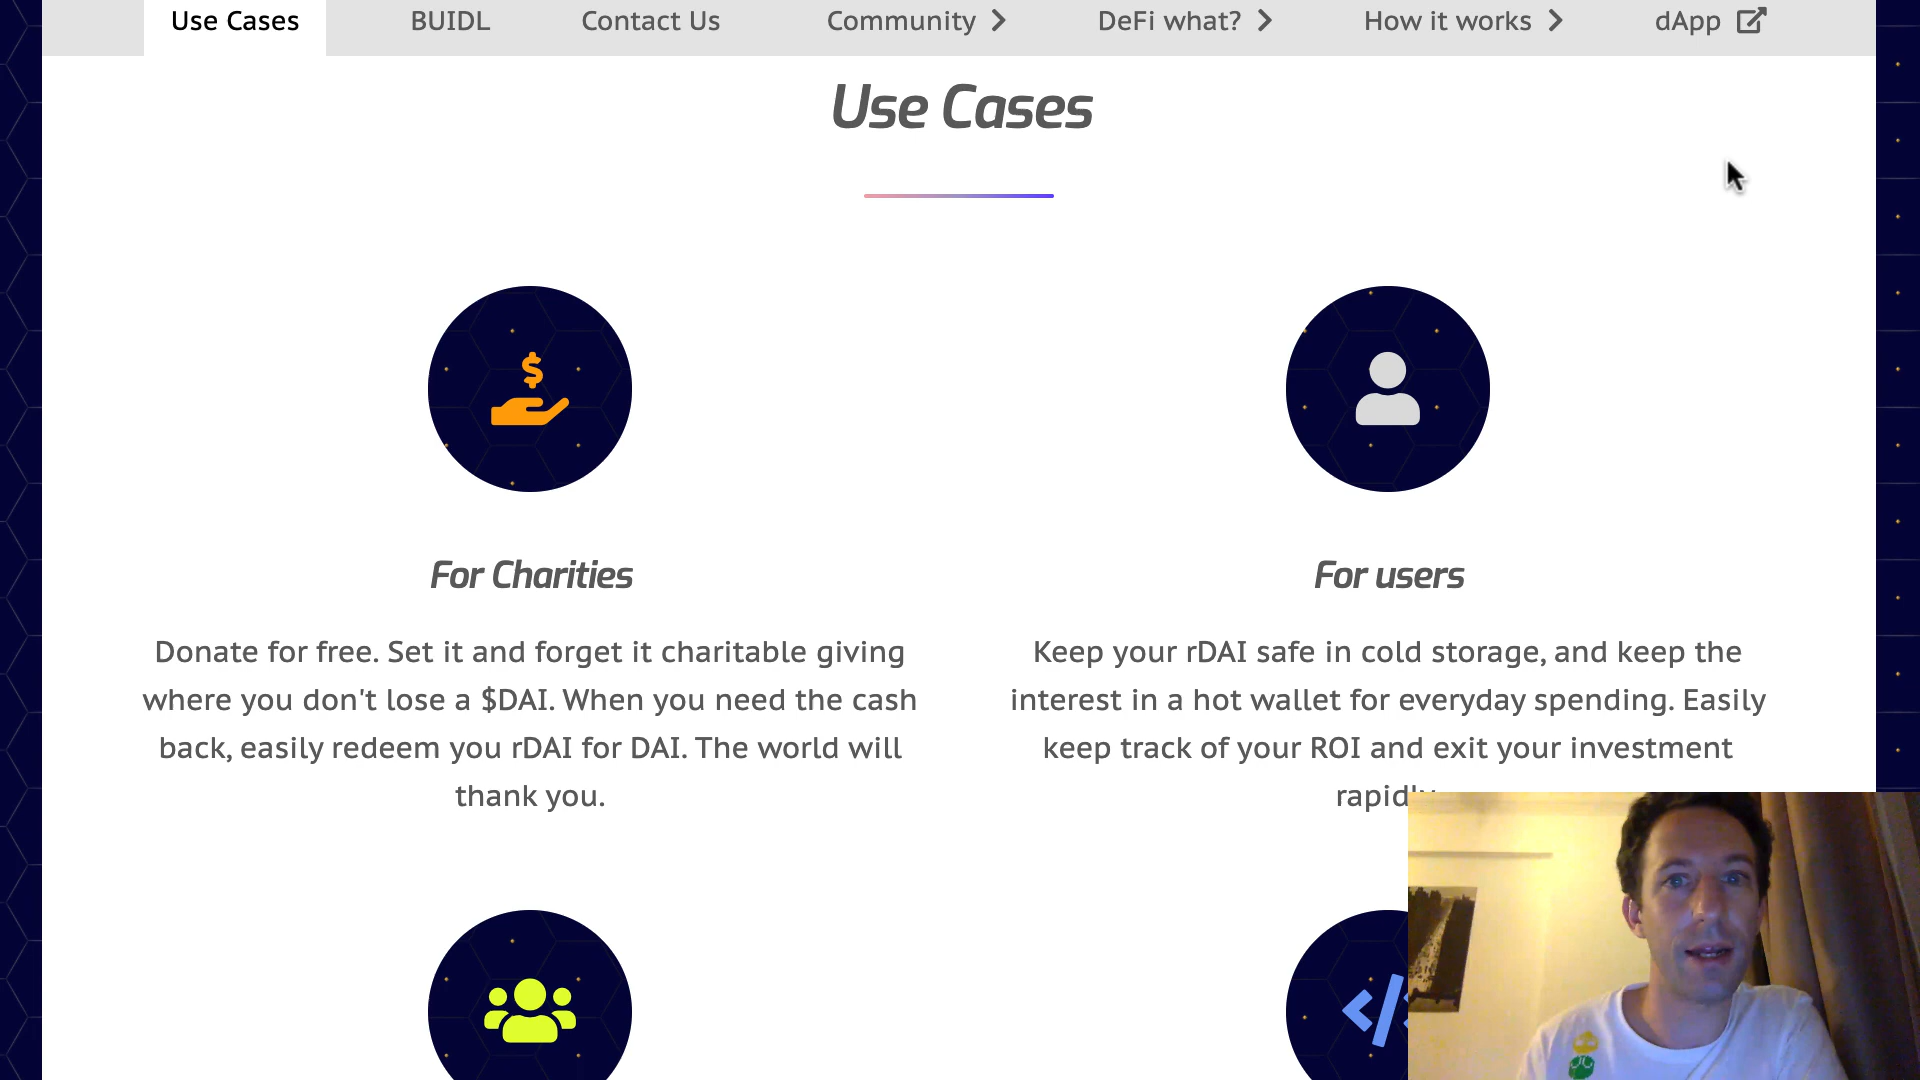 Use Cases
BUIDL
Contact Us
Community
DeFi what?
How it works
dApp
Use Cases
For Charities
Donate for free. Set it and forget it charitable giving
where you don't lose a $DAI. When you need the cash
back, easily redeem you rDAI for DAI. The world will
thank you.
For users
Keep your rDAI safe in cold storage, and keep the
interest in a hot wallet for everyday spending. Easily
keep track of your ROI and exit your investment
rapidly